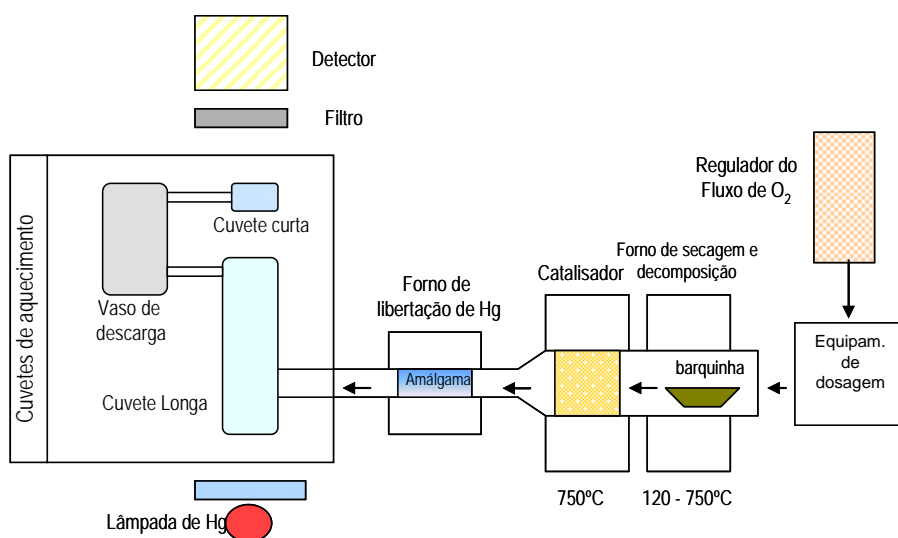 Detector
Filtro
Regulador do
Fluxo de O2
Cuvetes de aquecimento
Cuvete curta
Vaso de
descarga
Cuvete Longa
Forno de
libertação de Hg
Amálgama
Catalisador
Forno de secagem e
decomposição
barquinha
Equipam.
de
dosagem
750ºC
120 - 750ºC
Lâmpada de Hg